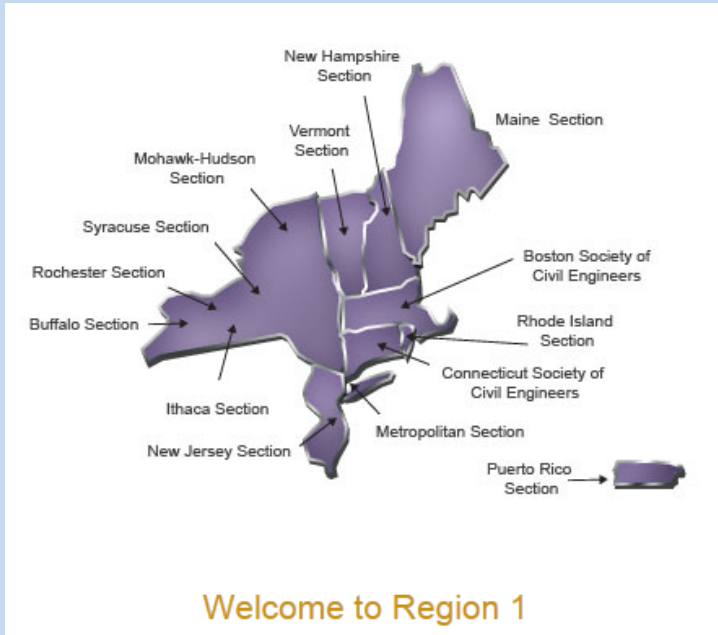 New Hampshire
Section
Maine  Section
Vermont
Section
Mohawk-Hudson
Section
Syracuse Section
Boston Society of
Civil Engineers
Rochester Section
Buffalo Section
Rhode Island
Section
Connecticut Society of
Civil Engineers
Ithaca Section
Metropolitan Section
New Jersey Section
Puerto Rico
Section
Welcome to Region 1